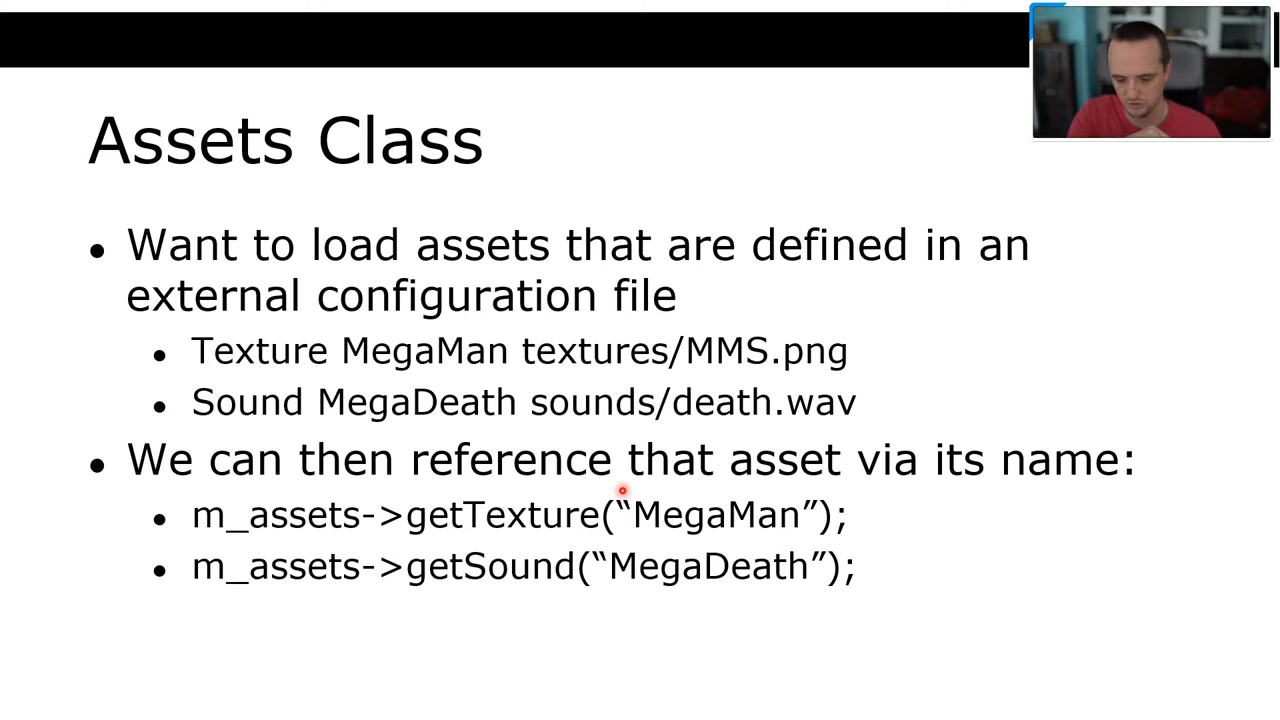 Assets Class
● Want to load assets that are defined in an
external configuration file
● Texture MegaMan textures/MMS.png
● Sound MegaDeath sounds/death.wav
● We can then reference that asset via its name:
● m_assets->getTexture(“MegaMan”);
● m_assets->getSound(“MegaDeath”);